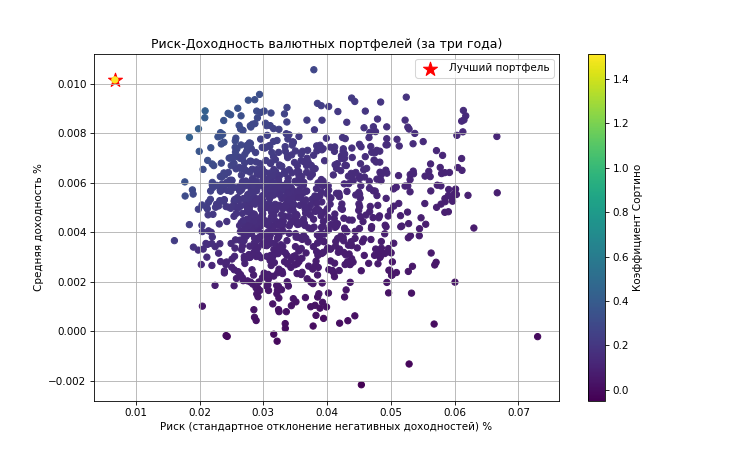 Риск-Доходность валютных портфелей (за три года)
Лучший портфель
Средняя доходность %
0.010
0.008
0.006
0.004
0.002
0.000
−0.002
0.01 0.02 0.03 0.04 0.05 0.06 0.07
Риск (стандартное отклонение негативных доходностей) %
1.4
1.2
1.0
0.8
0.6
0.4
0.2
0.0
Коэффициент Сортино